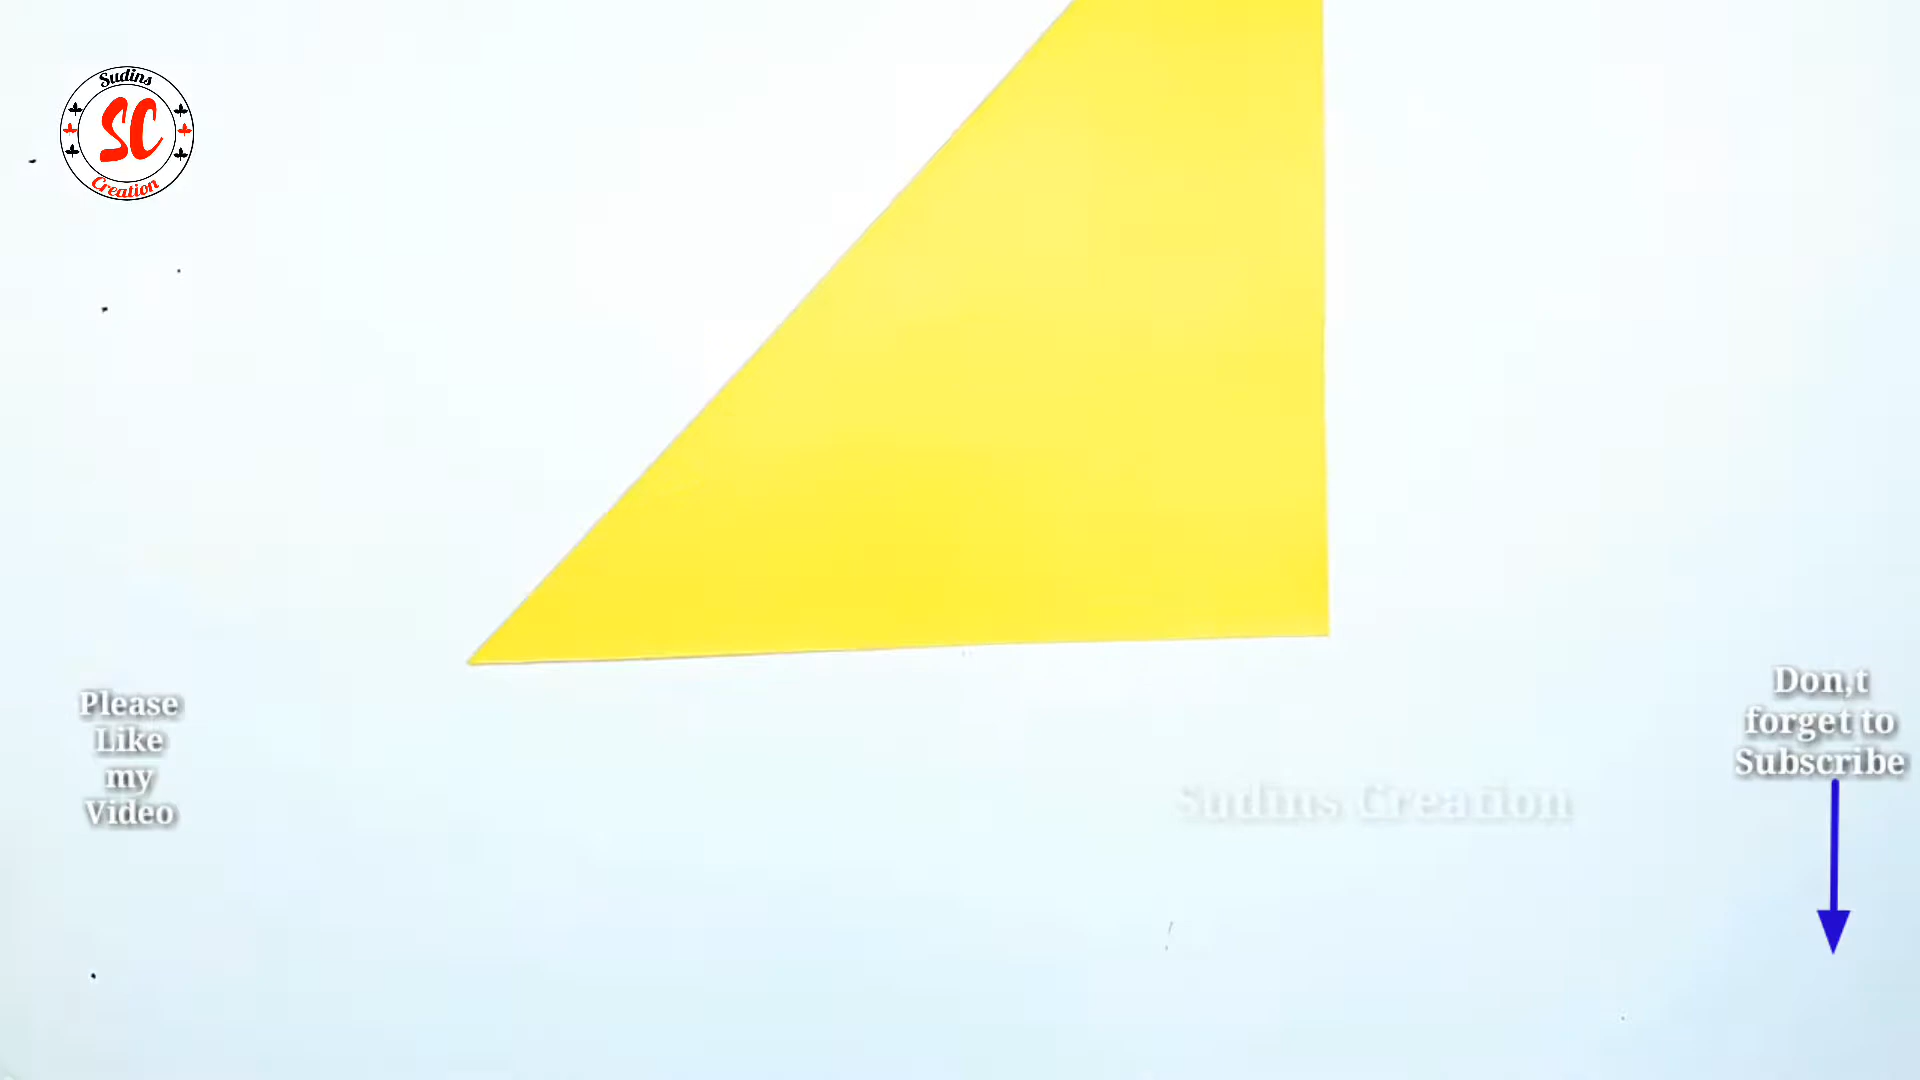 Sudins
SC
Creation
Please
Like
my
Video
Don,t
forget to
Subscribe
Sudins Creation